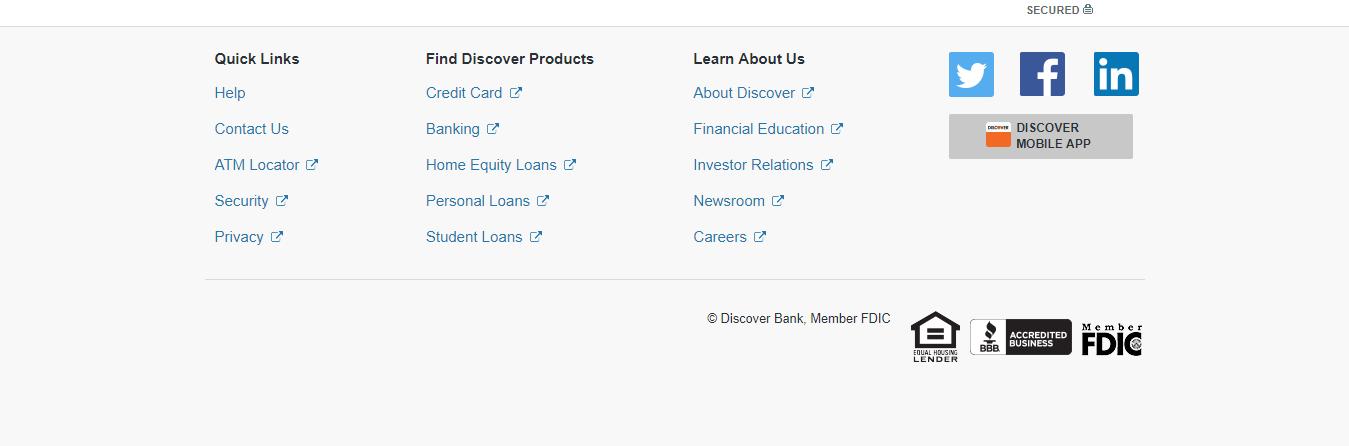 SECURED
Quick Links
Help
Contact Us
ATM Locator
Security
Privacy
Find Discover Products
Credit Card
Banking
Home Equity Loans
Personal Loans
Student Loans
Learn About Us
About Discover
Financial Education
Investor Relations
Newsroom
Careers
in
DISCOVER
DISCOVER
MOBILE APP
© Discover Bank, Member FDIC
EQUAL HOUSING
LENDER
BBB.
ACCREDITED
BUSINESS
Member
FDIC